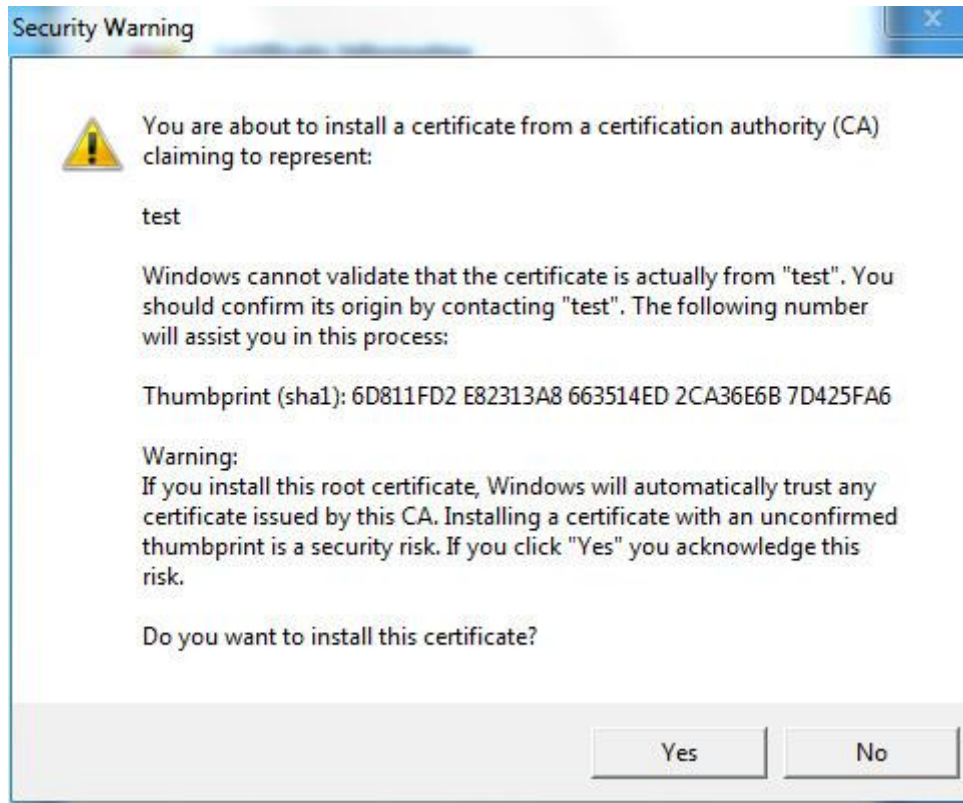 Security Warning
You are about to install a certificate from a certification authority (CA)
claiming to represent:
test
Windows cannot validate that the certificate is actually from "test". You
should confirm its origin by contacting "test". The following number
will assist you in this process:
Thumbprint (sha1): 6D811FD2 E82313A8 663514ED 2CA36E6B 7D425FA6
Warning:
If you install this root certificate, Windows will automatically trust any
certificate issued by this CA. Installing a certificate with an unconfirmed
thumbprint is a security risk. If you click "Yes" you acknowledge this
risk.
Do you want to install this certificate?
Yes No